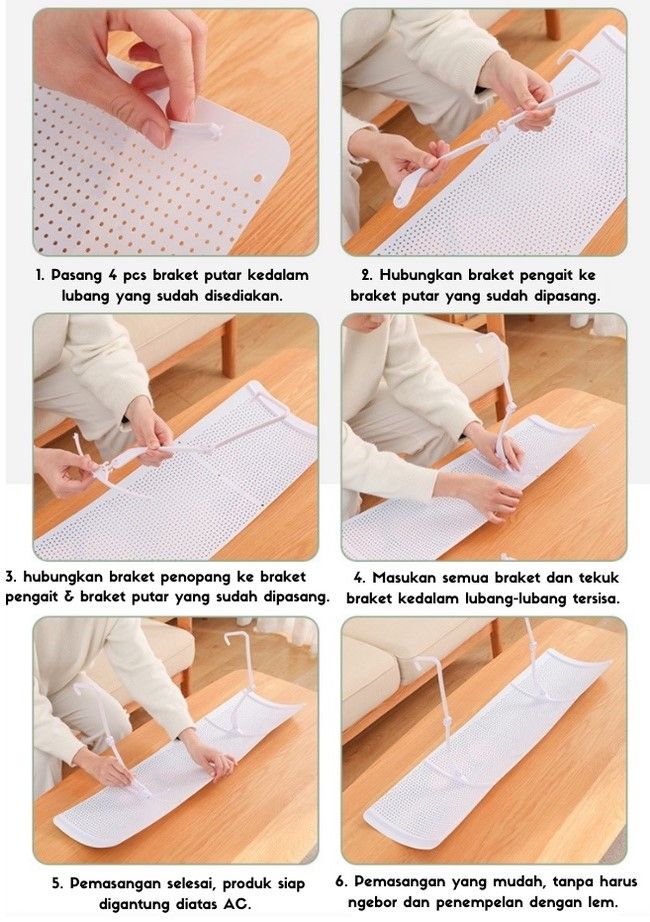 1. Pasang 4 pcs braket putar kedalam
lubang yang sudah disediakan.
2. Hubungkan braket pengait ke
braket putar yang sudah dipasang.
3. hubungkan braket penopang ke braket
pengait & braket putar yang sudah dipasang.
4. Masukan semua braket dan tekuk
braket kedalam lubang-lubang tersisa.
5. Pemasangan selesai, produk siap
digantung diatas AC.
6. Pemasangan yang mudah, tanpa harus
ngebor dan penempelan dengan lem.